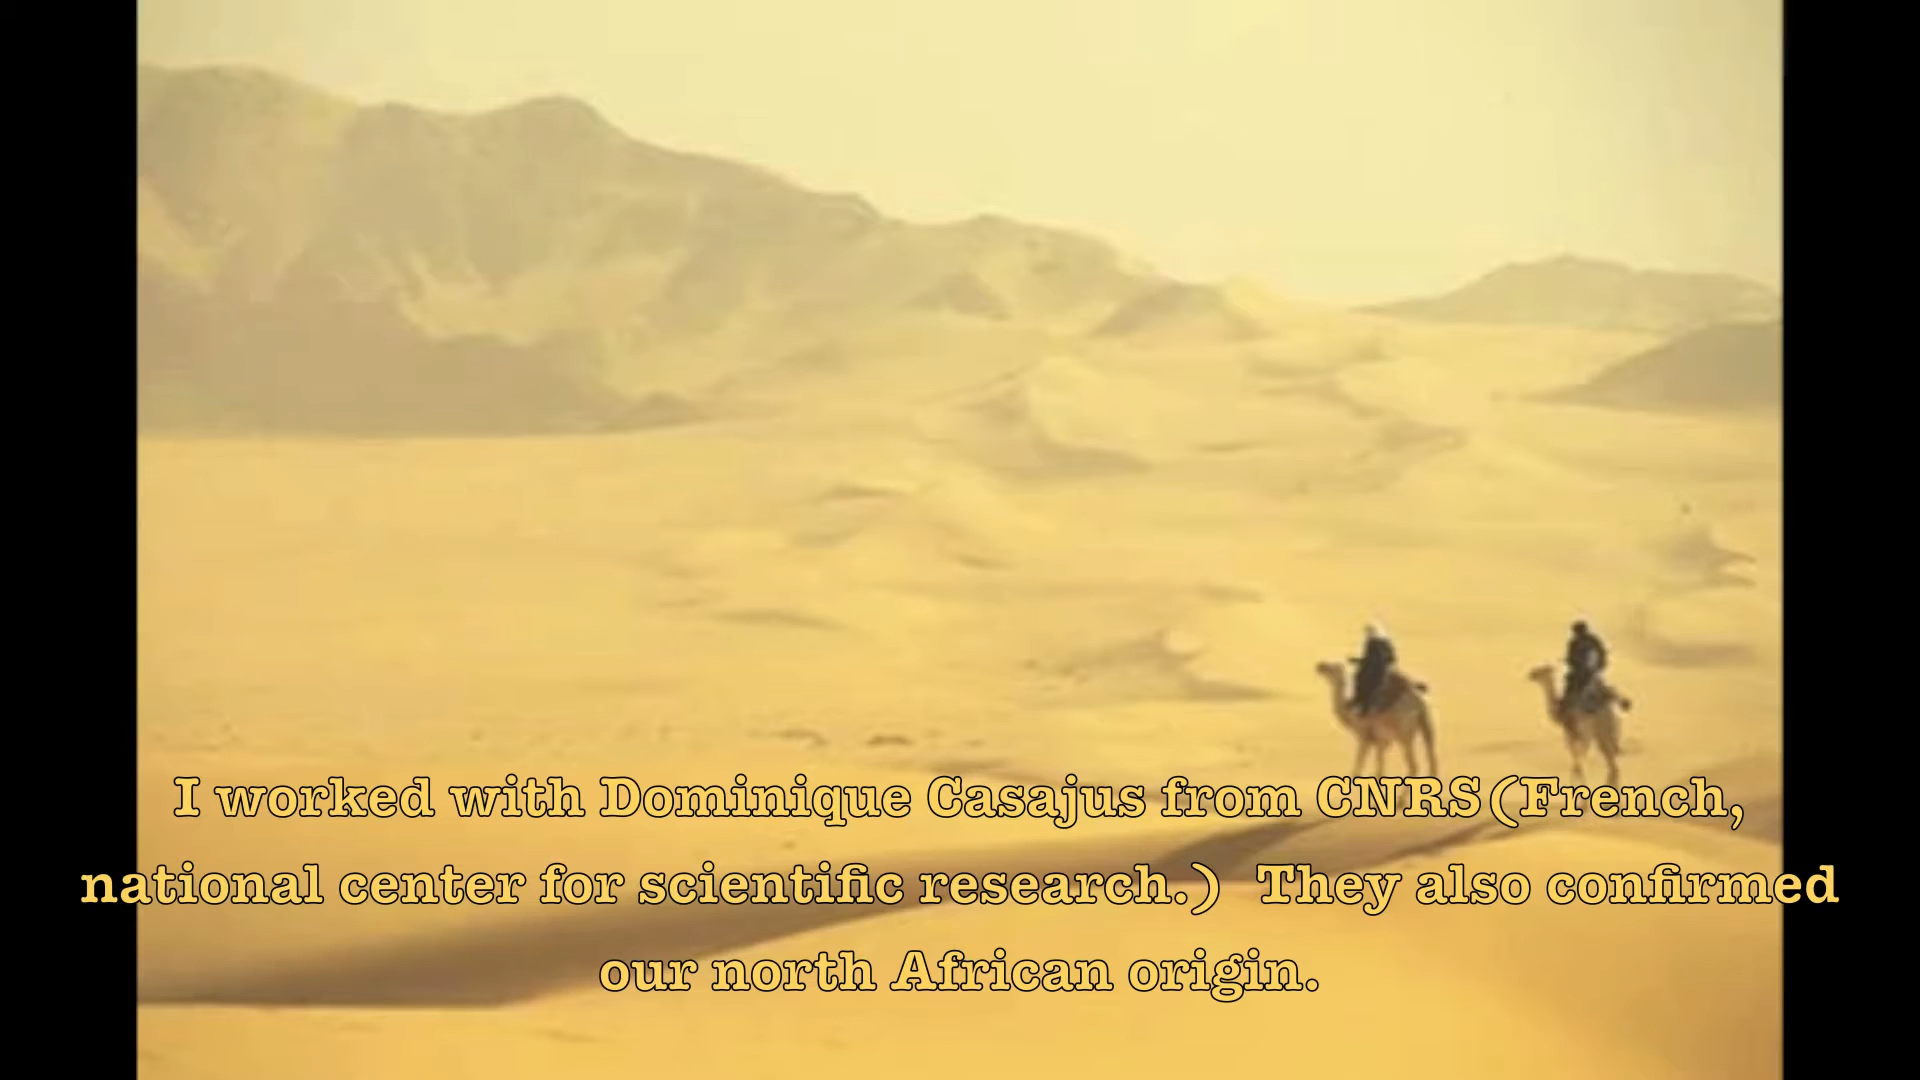 I worked with Dominique Casajus from CNRS(French,
national center for scientific research.)  They also confirmed
our north African origin.